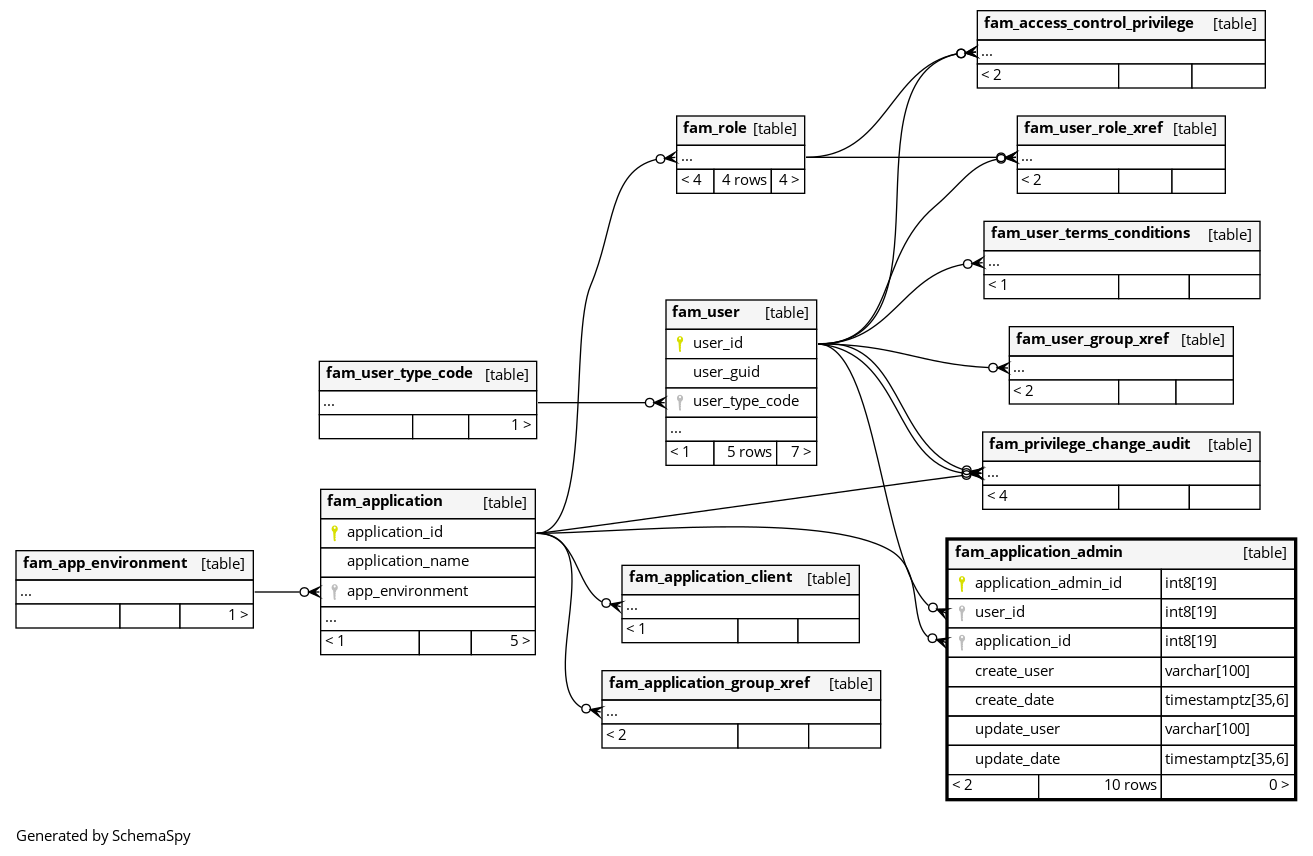 fam_access_control_privilege [table]
...
< 2
fam_role [table]
...
< 4 4 rows 4 >
fam_user_role_xref [table]
...
< 2
fam_user_terms_conditions [table]
...
< 1
fam_user [table]
user_id
user_guid
user_type_code
...
< 1 5 rows 7 >
fam_user_group_xref [table]
...
< 2
fam_user_type_code [table]
...
1 >
fam_privilege_change_audit [table]
...
< 4
fam_application [table]
application_id
application_name
app_environment
...
< 1 5 >
fam_app_environment [table]
...
1 >
fam_application_client [table]
...
< 1
fam_application_group_xref [table]
...
< 2
fam_application_admin [table]
application_admin_id int8[19]
user_id int8[19]
application_id int8[19]
create_user varchar[100]
create_date timestamptz[35,6]
update_user varchar[100]
update_date timestamptz[35,6]
< 2 10 rows 0 >
Generated by SchemaSpy